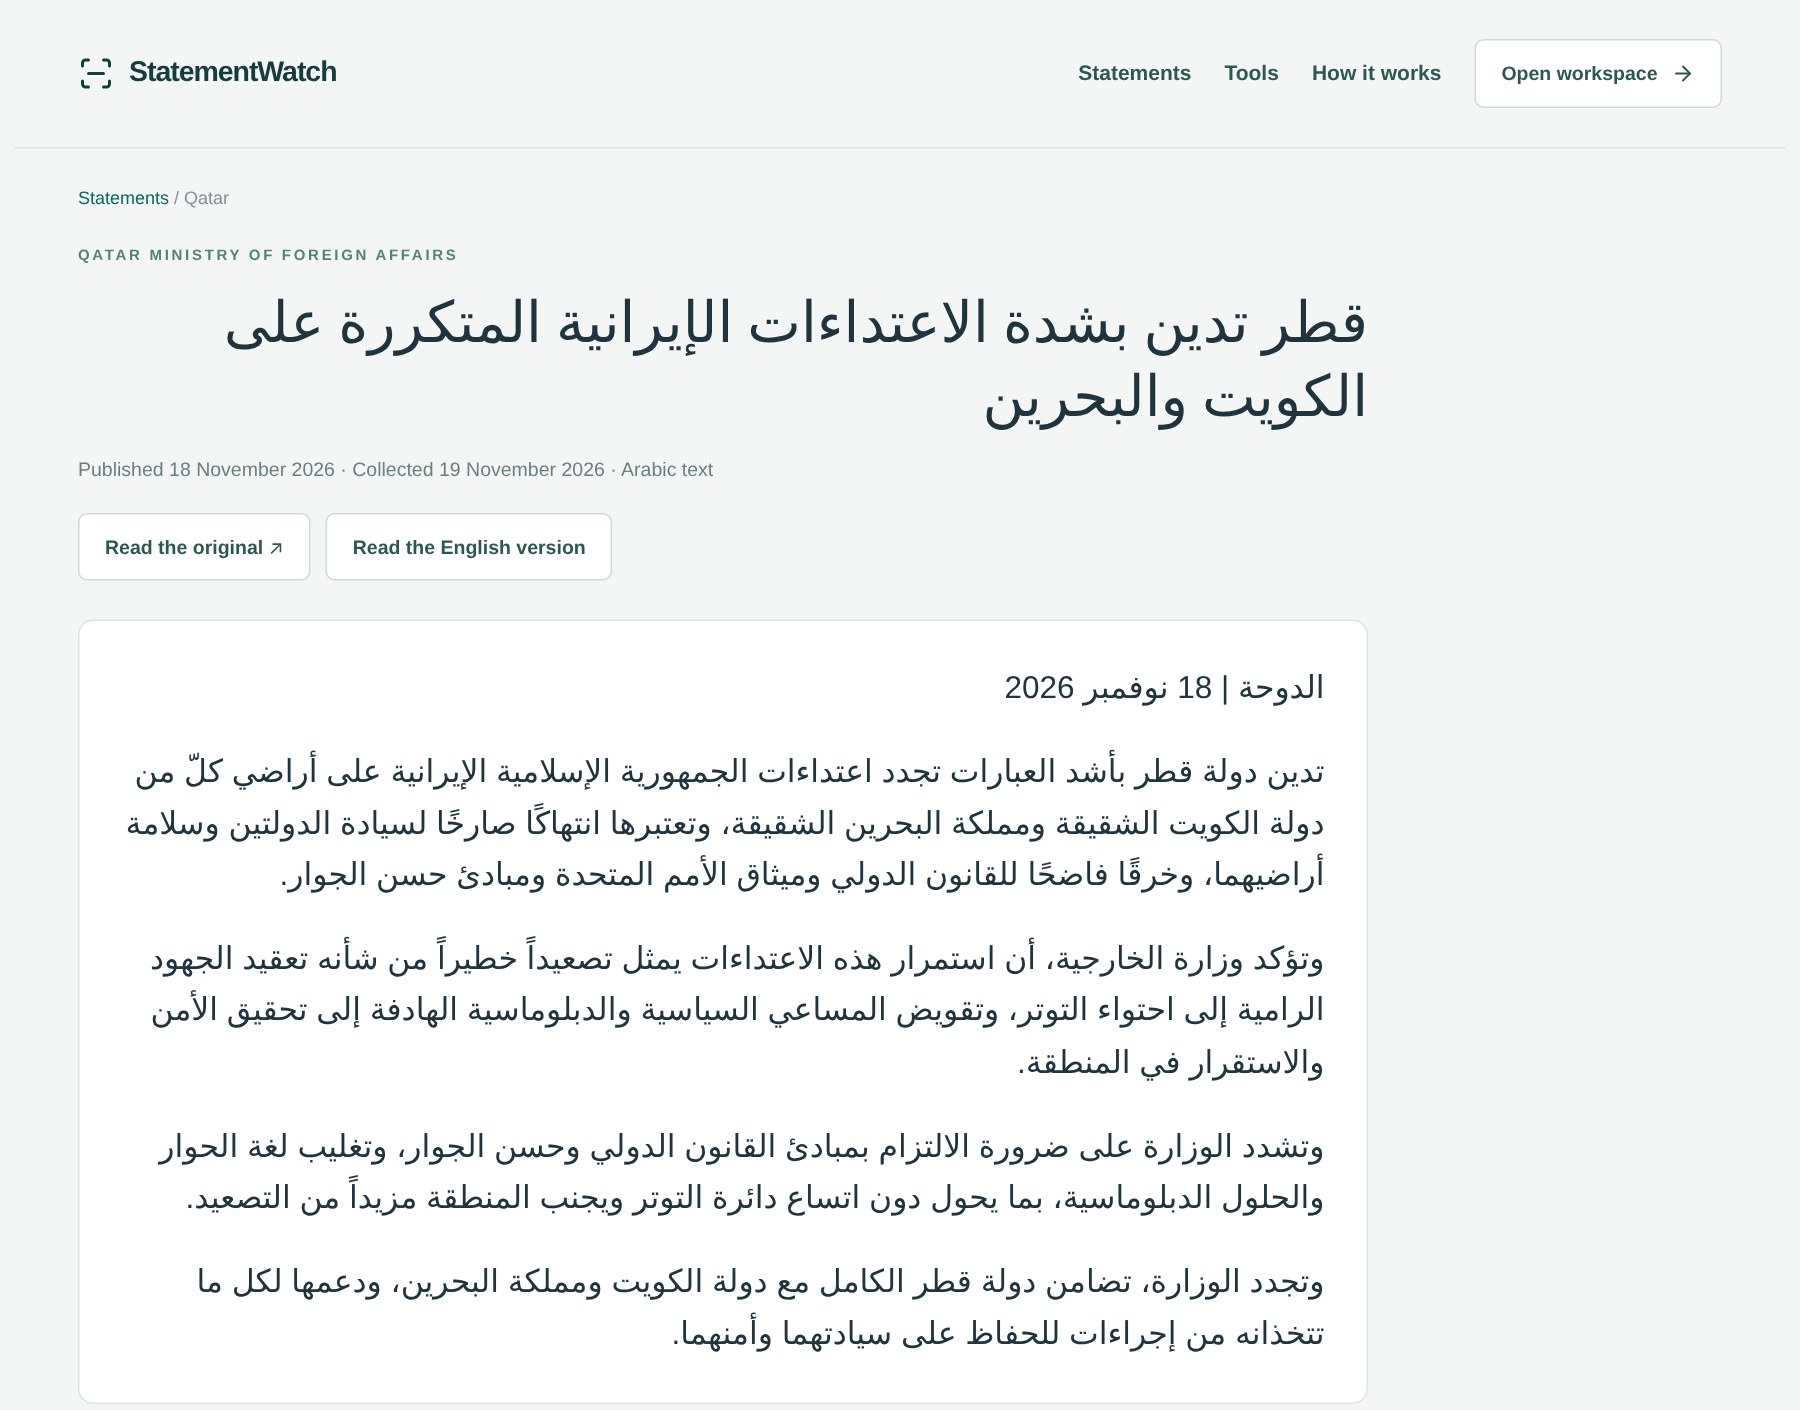 StatementWatch
Statements
Tools
How it works
Open workspace →
Statements / Qatar
QATAR MINISTRY OF FOREIGN AFFAIRS
قطر تدين بشدة الاعتداءات الإيرانية المتكررة على
الكويت والبحرين
Published 18 November 2026 · Collected 19 November 2026 · Arabic text
Read the original ↗
Read the English version
الدوحة | 18 نوفمبر 2026
تدين دولة قطر بأشد العبارات تجدد اعتداءات الجمهورية الإسلامية الإيرانية على أراضي كلّ من
دولة الكويت الشقيقة ومملكة البحرين الشقيقة، وتعتبرها انتهاكًا صارخًا لسيادة الدولتين وسلامة
أراضيهما، وخرقًا فاضحًا للقانون الدولي وميثاق الأمم المتحدة ومبادئ حسن الجوار.
وتؤكد وزارة الخارجية، أن استمرار هذه الاعتداءات يمثل تصعيداً خطيراً من شأنه تعقيد الجهود
الرامية إلى احتواء التوتر، وتقويض المساعي السياسية والدبلوماسية الهادفة إلى تحقيق الأمن
والاستقرار في المنطقة.
وتشدد الوزارة على ضرورة الالتزام بمبادئ القانون الدولي وحسن الجوار، وتغليب لغة الحوار
والحلول الدبلوماسية، بما يحول دون اتساع دائرة التوتر ويجنب المنطقة مزيداً من التصعيد.
وتجدد الوزارة، تضامن دولة قطر الكامل مع دولة الكويت ومملكة البحرين، ودعمها لكل ما
تتخذانه من إجراءات للحفاظ على سيادتهما وأمنهما.